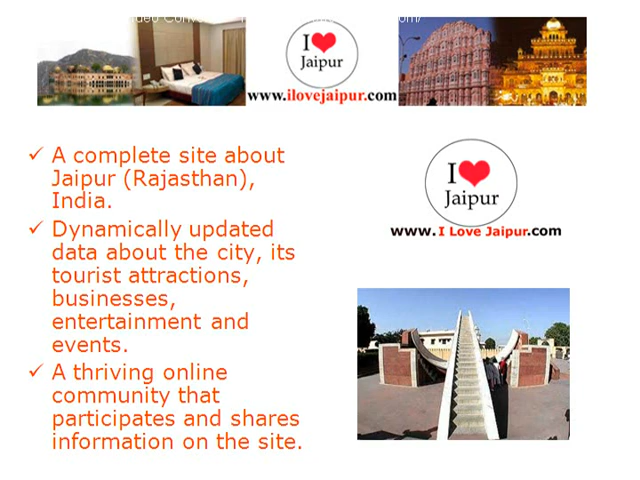 I
Jaipur
www.ilovejaipur.com
A complete site about
Jaipur (Rajasthan),
India.
Dynamically updated
data about the city, its
tourist attractions,
businesses,
entertainment and
events.
A thriving online
community that
participates and shares
information on the site.
I
Jaipur
www.I Love Jaipur.com